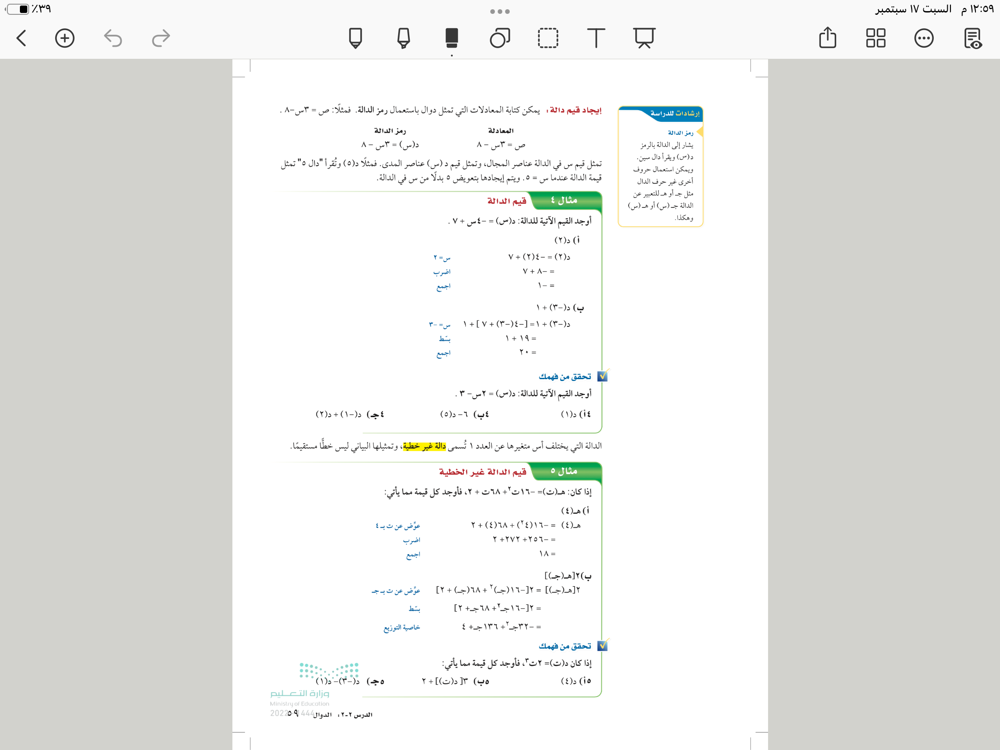 ١٢:٥٩ م السبت ١٧ سبتمبر
٪٣٩
إيجاد قيم دالة: يمكن كتابة المعادلات التي تمثل دوال باستعمال رمز الدالة. فمثلًا: ص = ٣س–٨ .
المعادلة رمز الدالة
ص = ٣س – ٨ د(س) = ٣س – ٨
تمثل قيم س في الدالة عناصر المجال، وتمثل قيم د (س) عناصر المدى. فمثلًا د(٥) وتُقرأ "دال ٥" تمثل
قيمة الدالة عندما س = ٥. ويتم إيجادها بتعويض ٥ بدلًا من س في الدالة.
إرشادات للدراسة
رمز الدالة
يشار إلى الدالة بالرمز
د(س) ويقرأ دال سين.
ويمكن استعمال حروف
أخرى غير حرف الدال
مثل جـ أو هـ للتعبير عن
الدالة جـ (س) أو هـ (س)
وهكذا.
مثال ٤ قيم الدالة
أوجد القيم الآتية للدالة: د(س) = –٤س + ٧ .
أ) د(٢)
د(٢) = –٤(٢) + ٧ س= ٢
= –٨ + ٧ اضرب
= –١ اجمع
ب) د(–٣) + ١
د(–٣) + ١= [–٤(–٣) + ٧ ] + ١ س= –٣
= ١٩ + ١ بسّط
= ٢٠ اجمع
تحقق من فهمك
أوجد القيم الآتية للدالة: د(س) = ٢س– ٣ .
٤أ) د(١) ٤ب) ٦– د(٥) ٤جـ) د(–١) + د(٢)
الدالة التي يختلف أس متغيرها عن العدد ١ تُسمى دالة غير خطية، وتمثيلها البياني ليس خطًّا مستقيمًا.
مثال ٥ قيم الدالة غير الخطية
إذا كان: هـ(ت)= –١٦ت²+ ٦٨ت + ٢، فأوجد كل قيمة مما يأتي:
أ) هـ(٤)
هـ(٤) = –١٦(٤²) + ٦٨(٤) + ٢ عوِّض عن ت بـ ٤
= –٢٥٦+ ٢٧٢+ ٢ اضرب
= ١٨ اجمع
ب)٢[هـ(جـ)]
٢[هـ(جـ)] = ٢[–١٦(جـ)² + ٦٨(جـ) + ٢] عوِّض عن ت بـ جـ
= ٢[–١٦جـ²+ ٦٨جـ+ ٢] بسّط
= –٣٢جـ²+ ١٣٦جـ+ ٤ خاصية التوزيع
تحقق من فهمك
إذا كان د(ت)= ٢ت³، فأوجد كل قيمة مما يأتي:
٥أ) د(٤) ٥ب) ٣[ د(ت)] + ٢ ٥جـ) د(–٣)– د(١)
وزارة التعليم
Ministry of Education
2022 - 1444
الدرس ٢-٢: الدوال ٥٩